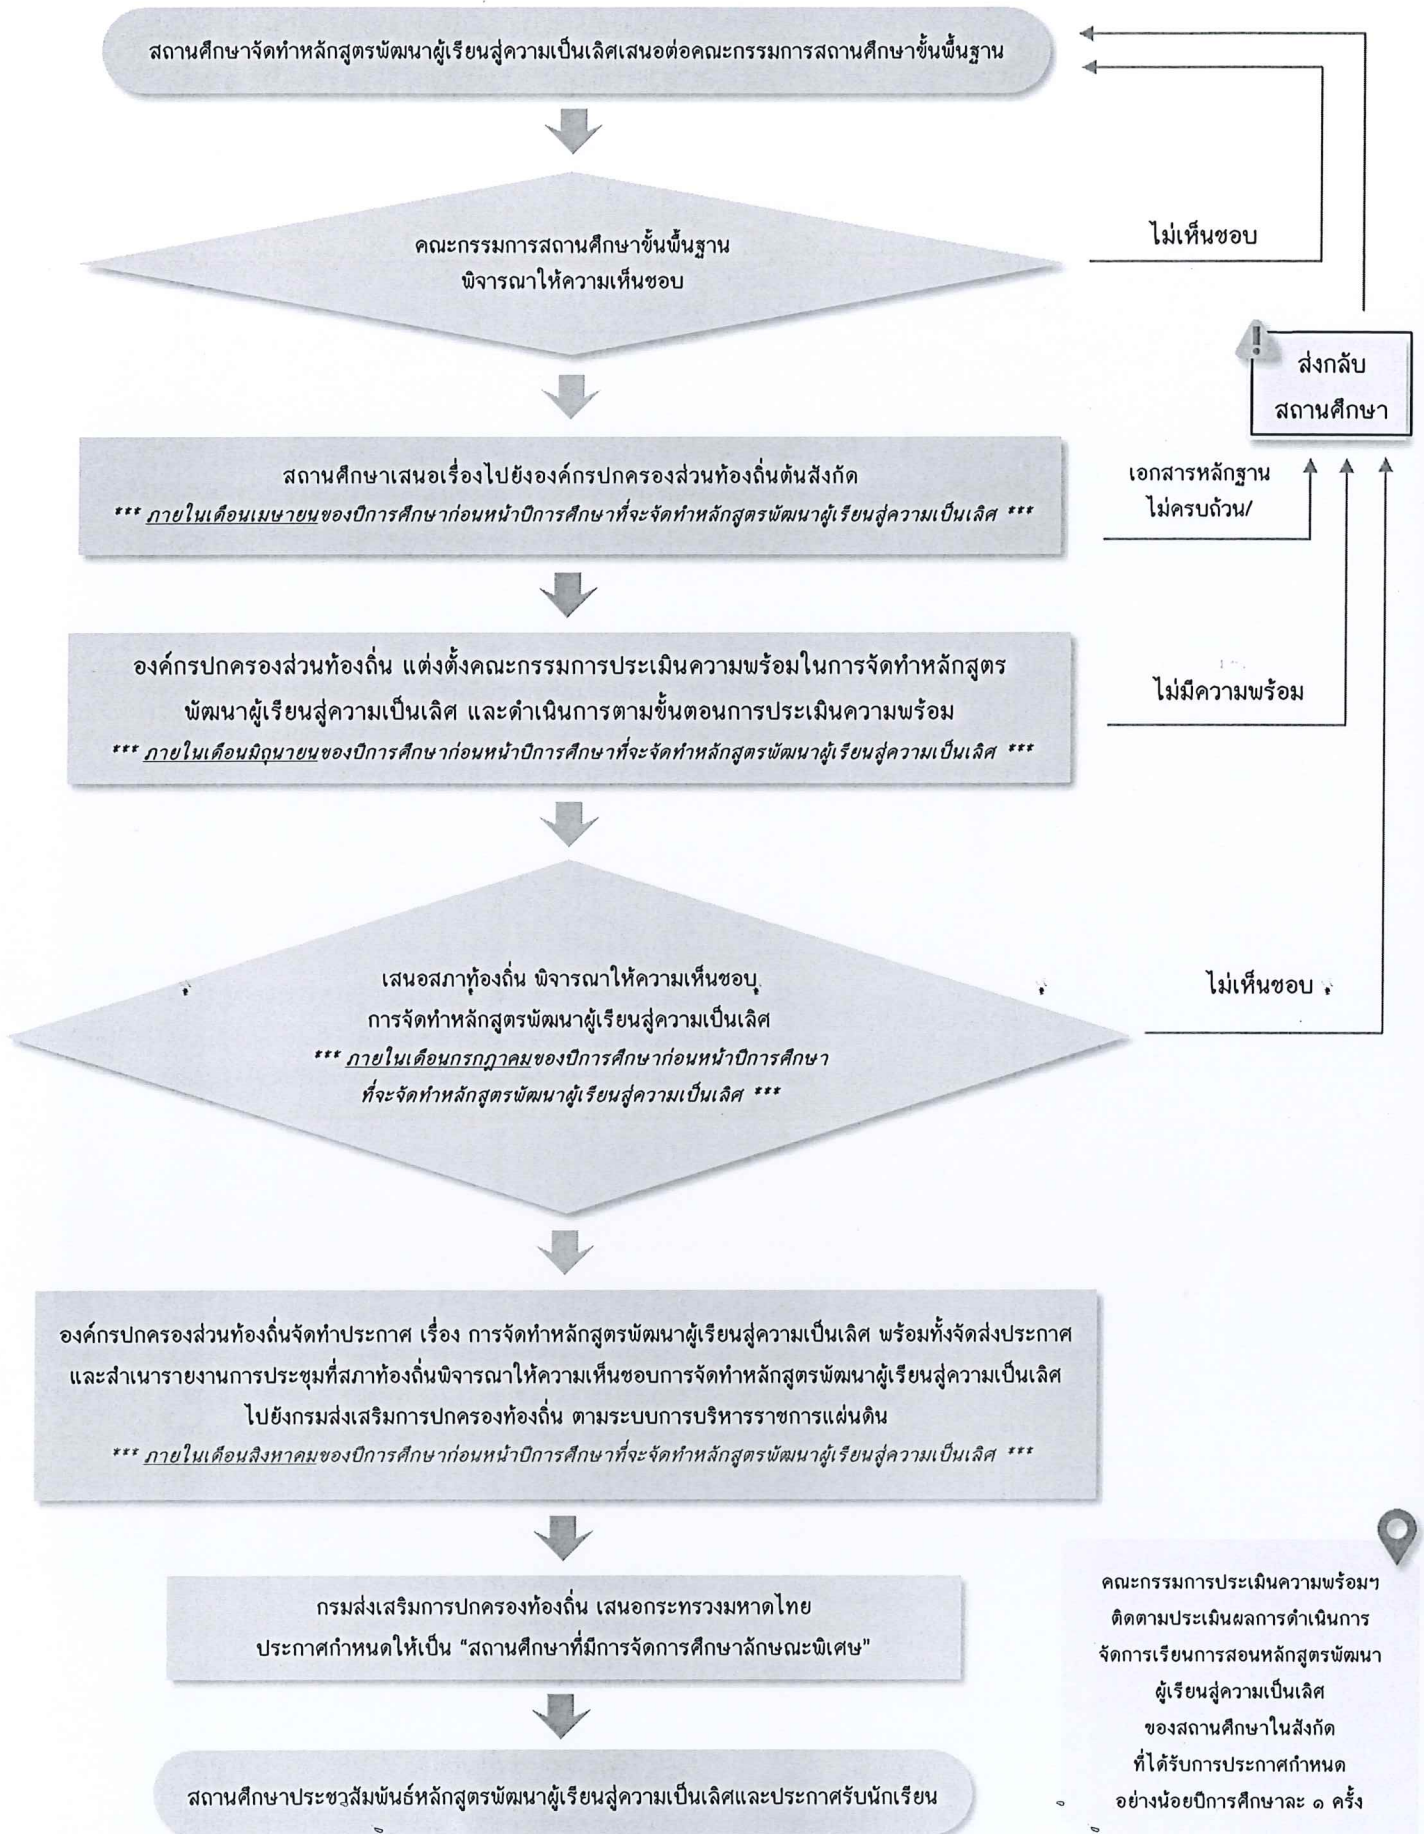 สถานศึกษาจัดทำหลักสูตรพัฒนาผู้เรียนสู่ความเป็นเลิศเสนอต่อคณะกรรมการสถานศึกษาขั้นพื้นฐาน
คณะกรรมการสถานศึกษาขั้นพื้นฐาน
พิจารณาให้ความเห็นชอบ
ไม่เห็นชอบ
ส่งกลับ
สถานศึกษา
สถานศึกษาเสนอเรื่องไปยังองค์กรปกครองส่วนท้องถิ่นต้นสังกัด
*** ภายในเดือนเมษายนของปีการศึกษาก่อนหน้าปีการศึกษาที่จะจัดทำหลักสูตรพัฒนาผู้เรียนสู่ความเป็นเลิศ ***
เอกสารหลักฐาน
ไม่ครบถ้วน/
องค์กรปกครองส่วนท้องถิ่น แต่งตั้งคณะกรรมการประเมินความพร้อมในการจัดทำหลักสูตร
พัฒนาผู้เรียนสู่ความเป็นเลิศ และดำเนินการตามขั้นตอนการประเมินความพร้อม
*** ภายในเดือนมิถุนายนของปีการศึกษาก่อนหน้าปีการศึกษาที่จะจัดทำหลักสูตรพัฒนาผู้เรียนสู่ความเป็นเลิศ ***
ไม่มีความพร้อม
เสนอสภาท้องถิ่น พิจารณาให้ความเห็นชอบ
การจัดทำหลักสูตรพัฒนาผู้เรียนสู่ความเป็นเลิศ
*** ภายในเดือนกรกฎาคมของปีการศึกษาก่อนหน้าปีการศึกษา
ที่จะจัดทำหลักสูตรพัฒนาผู้เรียนสู่ความเป็นเลิศ ***
ไม่เห็นชอบ
องค์กรปกครองส่วนท้องถิ่นจัดทำประกาศ เรื่อง การจัดทำหลักสูตรพัฒนาผู้เรียนสู่ความเป็นเลิศ พร้อมทั้งจัดส่งประกาศ
และสำเนารายงานการประชุมที่สภาท้องถิ่นพิจารณาให้ความเห็นชอบการจัดทำหลักสูตรพัฒนาผู้เรียนสู่ความเป็นเลิศ
ไปยังกรมส่งเสริมการปกครองท้องถิ่น ตามระบบการบริหารราชการแผ่นดิน
*** ภายในเดือนสิงหาคมของปีการศึกษาก่อนหน้าปีการศึกษาที่จะจัดทำหลักสูตรพัฒนาผู้เรียนสู่ความเป็นเลิศ ***
กรมส่งเสริมการปกครองท้องถิ่น เสนอกระทรวงมหาดไทย
ประกาศกำหนดให้เป็น “สถานศึกษาที่มีการจัดการศึกษาลักษณะพิเศษ”
สถานศึกษาประชาสัมพันธ์หลักสูตรพัฒนาผู้เรียนสู่ความเป็นเลิศและประกาศรับนักเรียน
คณะกรรมการประเมินความพร้อมฯ
ติดตามประเมินผลการดำเนินการ
จัดการเรียนการสอนหลักสูตรพัฒนา
ผู้เรียนสู่ความเป็นเลิศ
ของสถานศึกษาในสังกัด
ที่ได้รับการประกาศกำหนด
อย่างน้อยปีการศึกษาละ ๑ ครั้ง